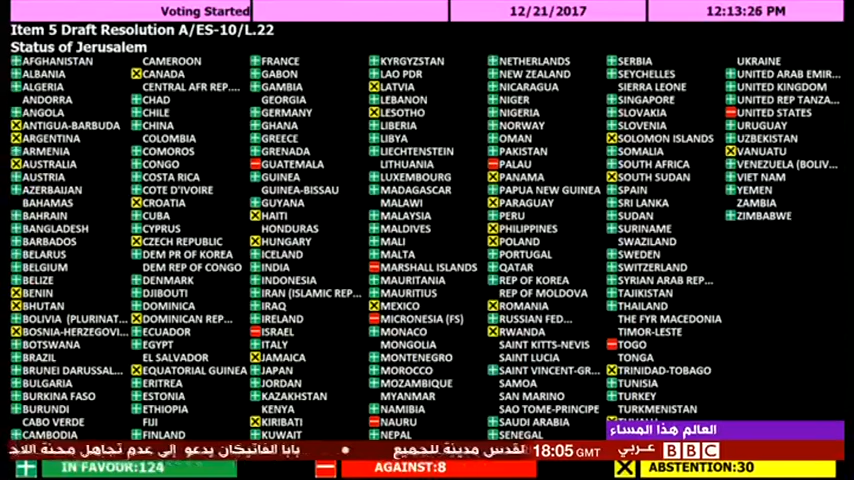 Voting Started 12/21/2017 12:13:26 PM
Item 5 Draft Resolution A/ES-10/L.22
Status of Jerusalem
AFGHANISTAN
ALBANIA
ALGERIA
ANDORRA
ANGOLA
ANTIGUA-BARBUDA
ARGENTINA
ARMENIA
AUSTRALIA
AUSTRIA
AZERBAIJAN
BAHAMAS
BAHRAIN
BANGLADESH
BARBADOS
BELARUS
BELGIUM
BELIZE
BENIN
BHUTAN
BOLIVIA (PLURINAT...
BOSNIA-HERZEGOVI...
BOTSWANA
BRAZIL
BRUNEI DARUSSAL...
BULGARIA
BURKINA FASO
BURUNDI
CABO VERDE
CAMBODIA
CAMEROON
CANADA
CENTRAL AFR REP....
CHAD
CHILE
CHINA
COLOMBIA
COMOROS
CONGO
COSTA RICA
COTE D'IVOIRE
CROATIA
CUBA
CYPRUS
CZECH REPUBLIC
DEM PR OF KOREA
DEM REP OF CONGO
DENMARK
DJIBOUTI
DOMINICA
DOMINICAN REP...
ECUADOR
EGYPT
EL SALVADOR
EQUATORIAL GUINEA
ERITREA
ESTONIA
ETHIOPIA
FIJI
FINLAND
FRANCE
GABON
GAMBIA
GEORGIA
GERMANY
GHANA
GREECE
GRENADA
GUATEMALA
GUINEA
GUINEA-BISSAU
GUYANA
HAITI
HONDURAS
HUNGARY
ICELAND
INDIA
INDONESIA
IRAN (ISLAMIC REP...
IRAQ
IRELAND
ISRAEL
ITALY
JAMAICA
JAPAN
JORDAN
KAZAKHSTAN
KENYA
KIRIBATI
KUWAIT
KYRGYZSTAN
LAO PDR
LATVIA
LEBANON
LESOTHO
LIBERIA
LIBYA
LIECHTENSTEIN
LITHUANIA
LUXEMBOURG
MADAGASCAR
MALAWI
MALAYSIA
MALDIVES
MALI
MALTA
MARSHALL ISLANDS
MAURITANIA
MAURITIUS
MEXICO
MICRONESIA (FS)
MONACO
MONGOLIA
MONTENEGRO
MOROCCO
MOZAMBIQUE
MYANMAR
NAMIBIA
NAURU
NEPAL
NETHERLANDS
NEW ZEALAND
NICARAGUA
NIGER
NIGERIA
NORWAY
OMAN
PAKISTAN
PALAU
PANAMA
PAPUA NEW GUINEA
PARAGUAY
PERU
PHILIPPINES
POLAND
PORTUGAL
QATAR
REP OF KOREA
REP OF MOLDOVA
ROMANIA
RUSSIAN FED...
RWANDA
SAINT KITTS-NEVIS
SAINT LUCIA
SAINT VINCENT-GR...
SAMOA
SAN MARINO
SAO TOME-PRINCIPE
SAUDI ARABIA
SENEGAL
SERBIA
SEYCHELLES
SIERRA LEONE
SINGAPORE
SLOVAKIA
SLOVENIA
SOLOMON ISLANDS
SOMALIA
SOUTH AFRICA
SOUTH SUDAN
SPAIN
SRI LANKA
SUDAN
SURINAME
SWAZILAND
SWEDEN
SWITZERLAND
SYRIAN ARAB REP...
TAJIKISTAN
THAILAND
THE FYR MACEDONIA
TIMOR-LESTE
TOGO
TONGA
TRINIDAD-TOBAGO
TUNISIA
TURKEY
TURKMENISTAN
UKRAINE
UNITED ARAB EMIR...
UNITED KINGDOM
UNITED REP TANZA...
UNITED STATES
URUGUAY
UZBEKISTAN
VANUATU
VENEZUELA (BOLIV...
VIET NAM
YEMEN
ZAMBIA
ZIMBABWE
العالم هذا المساء
BBC عربي
18:05 GMT
لقدس مدينة للجميع • بابا الفاتيكان يدعو إلى عدم تجاهل محنة اللاج
IN FAVOUR:124 AGAINST:8 ABSTENTION:30